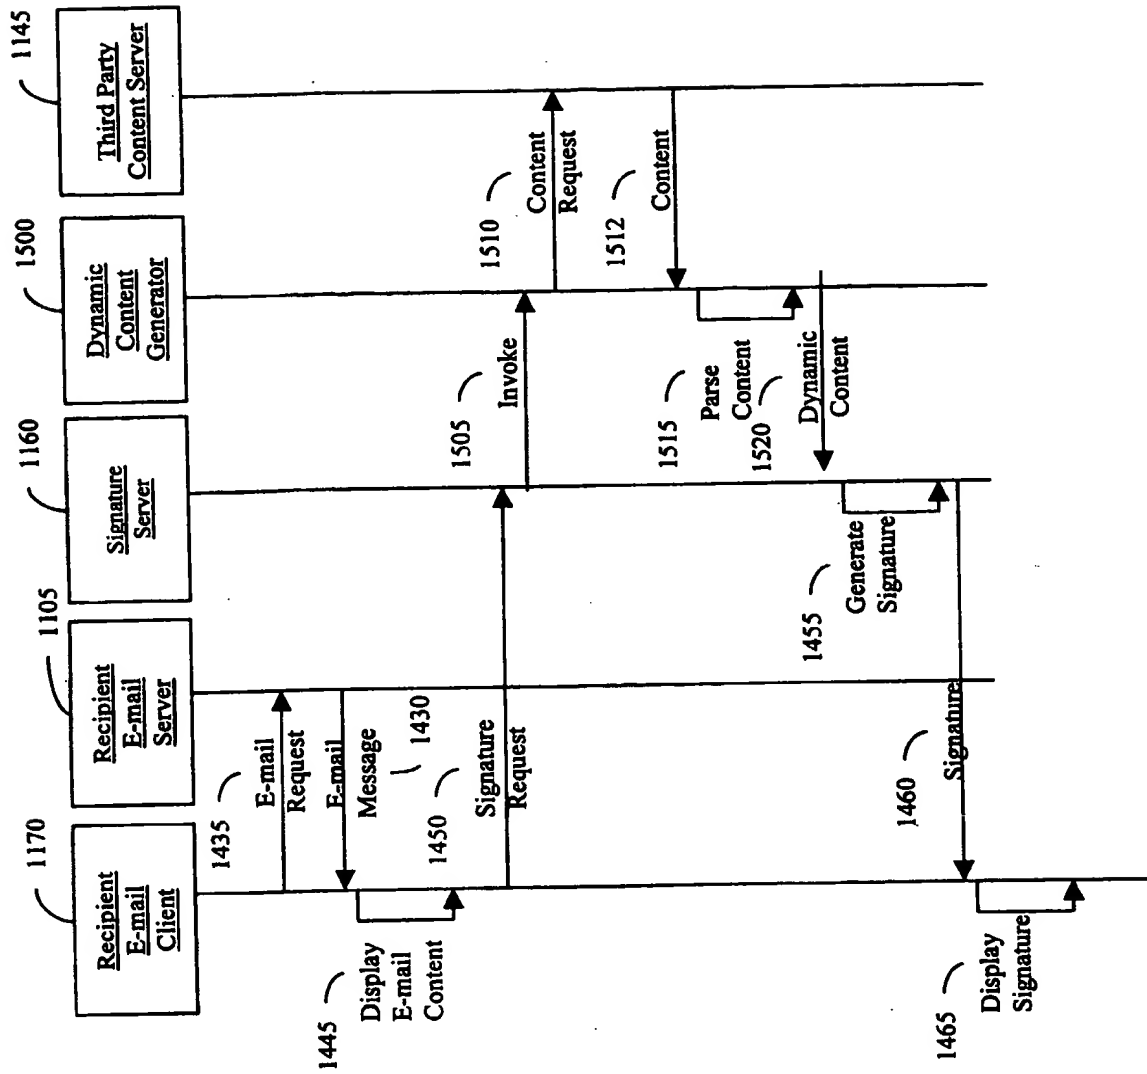 1170
Recipient
E-mail
Client
1105
Recipient
E-mail
Server
1160
Signature
Server
1500
Dynamic
Content
Generator
1145
Third Party
Content Server
1435
E-mail
Request
E-mail
Message
1430
1445
Display
E-mail
Content
1450
Signature
Request
1505
Invoke
1510
Content
Request
1512
Content
1515
Parse
Content
1520
Dynamic
Content
1455
Generate
Signature
1460
Signature
1465
Display
Signature